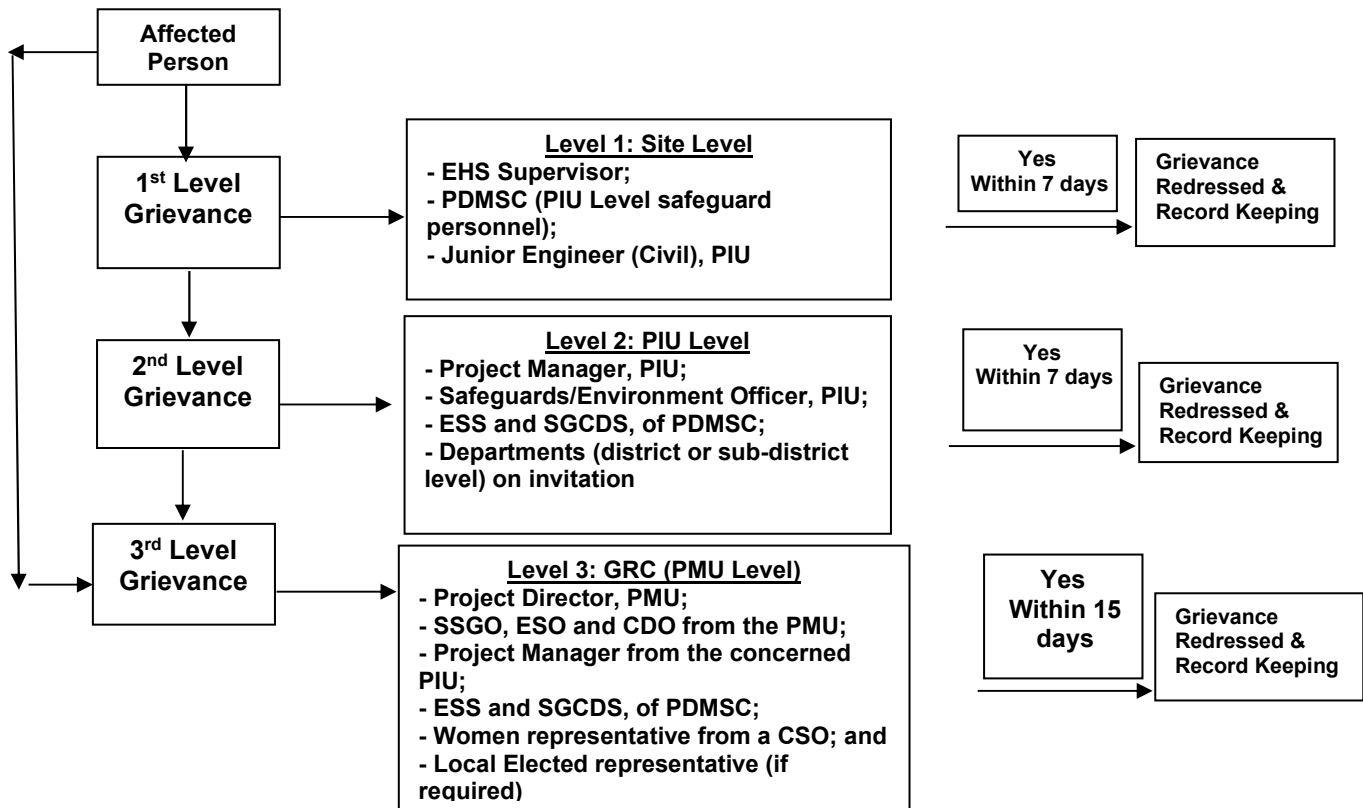 Affected
Person
1st Level
Grievance
Level 1: Site Level
- EHS Supervisor;
- PDMSC (PIU Level safeguard
personnel);
- Junior Engineer (Civil), PIU
Yes
Within 7 days
Grievance
Redressed &
Record Keeping
2nd Level
Grievance
Level 2: PIU Level
- Project Manager, PIU;
- Safeguards/Environment Officer, PIU;
- ESS and SGCDS, of PDMSC;
- Departments (district or sub-district
level) on invitation
Yes
Within 7 days
Grievance
Redressed &
Record Keeping
3rd Level
Grievance
Level 3: GRC (PMU Level)
- Project Director, PMU;
- SSGO, ESO and CDO from the PMU;
- Project Manager from the concerned
PIU;
- ESS and SGCDS, of PDMSC;
- Women representative from a CSO; and
- Local Elected representative (if
required)
Yes
Within 15
days
Grievance
Redressed &
Record Keeping